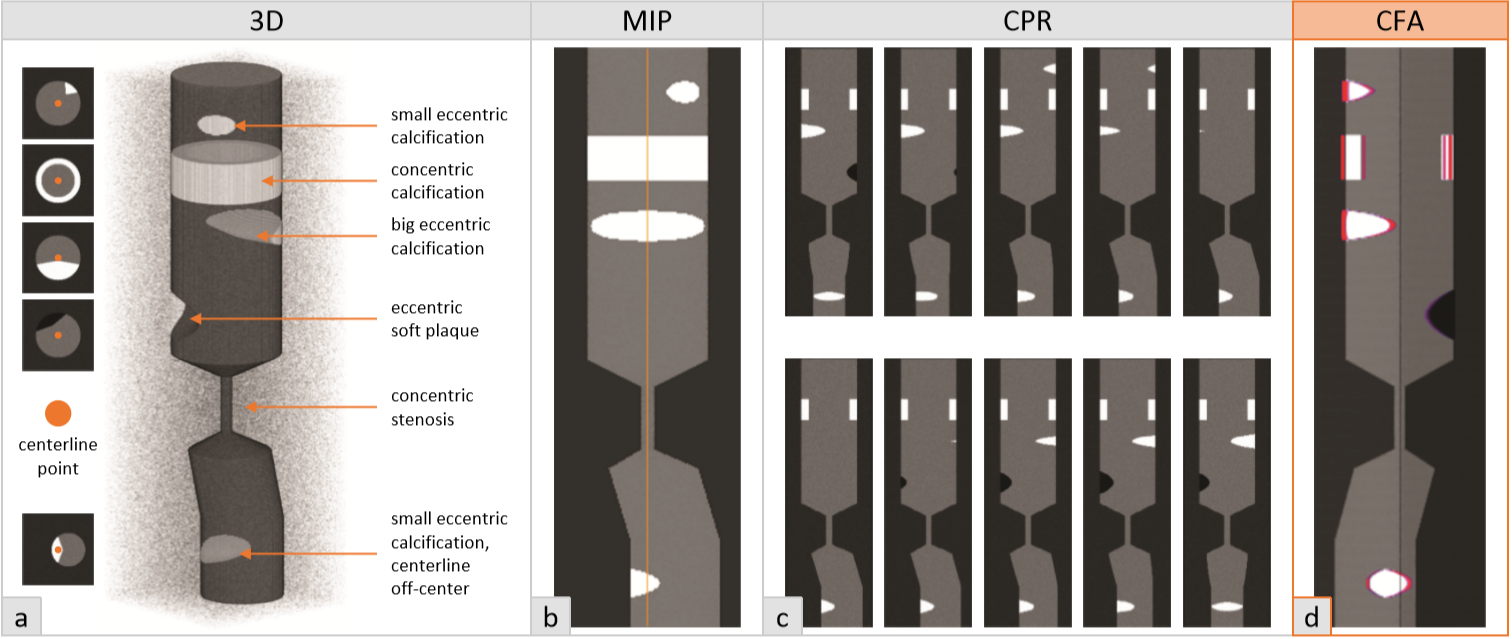 3D
MIP
CPR
CFA
small eccentric
calcification
concentric
calcification
big eccentric
calcification
eccentric
soft plaque
concentric
stenosis
centerline
point
small eccentric
calcification,
centerline
off-center
a
b
c
d